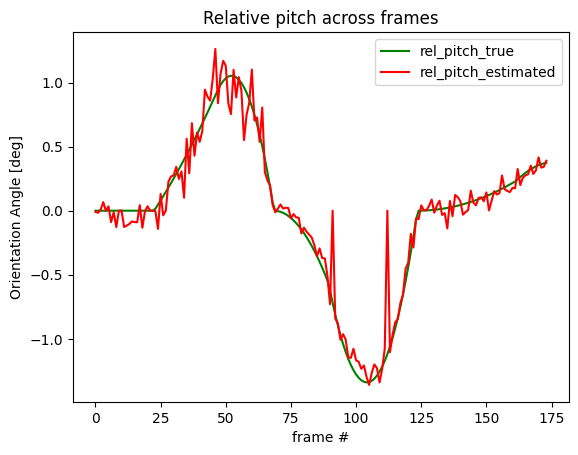 Relative pitch across frames
rel_pitch_true
rel_pitch_estimated
Orientation Angle [deg]
1.0
0.5
0.0
−0.5
−1.0
0 25 50 75 100 125 150 175
frame #